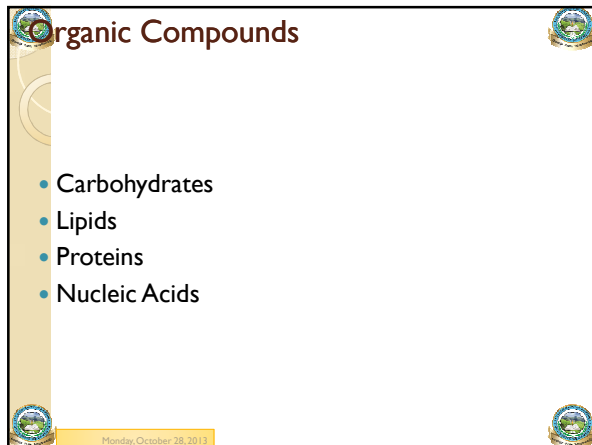 Organic Compounds
• Carbohydrates
• Lipids
• Proteins
• Nucleic Acids
Monday, October 28, 2013